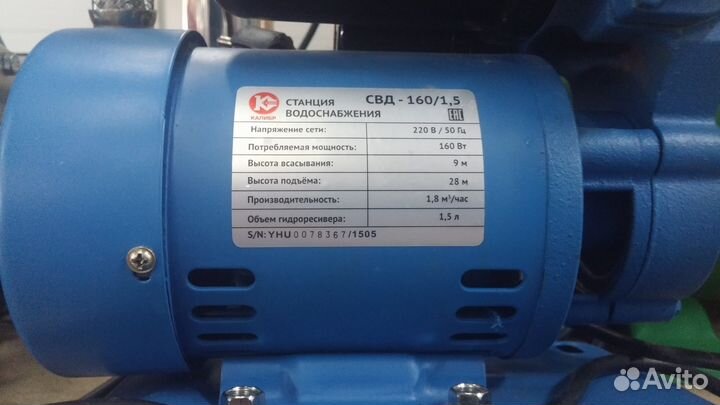 КАЛИБР
СТАНЦИЯ СВД - 160/1,5
ВОДОСНАБЖЕНИЯ EAC
Напряжение сети: 220 В / 50 Гц
Потребляемая мощность: 160 Вт
Высота всасывания: 9 м
Высота подъёма: 28 м
Производительность: 1,8 м³/час
Объем гидроресивера: 1,5 л
S/N: YHU0078367/1505
Avito